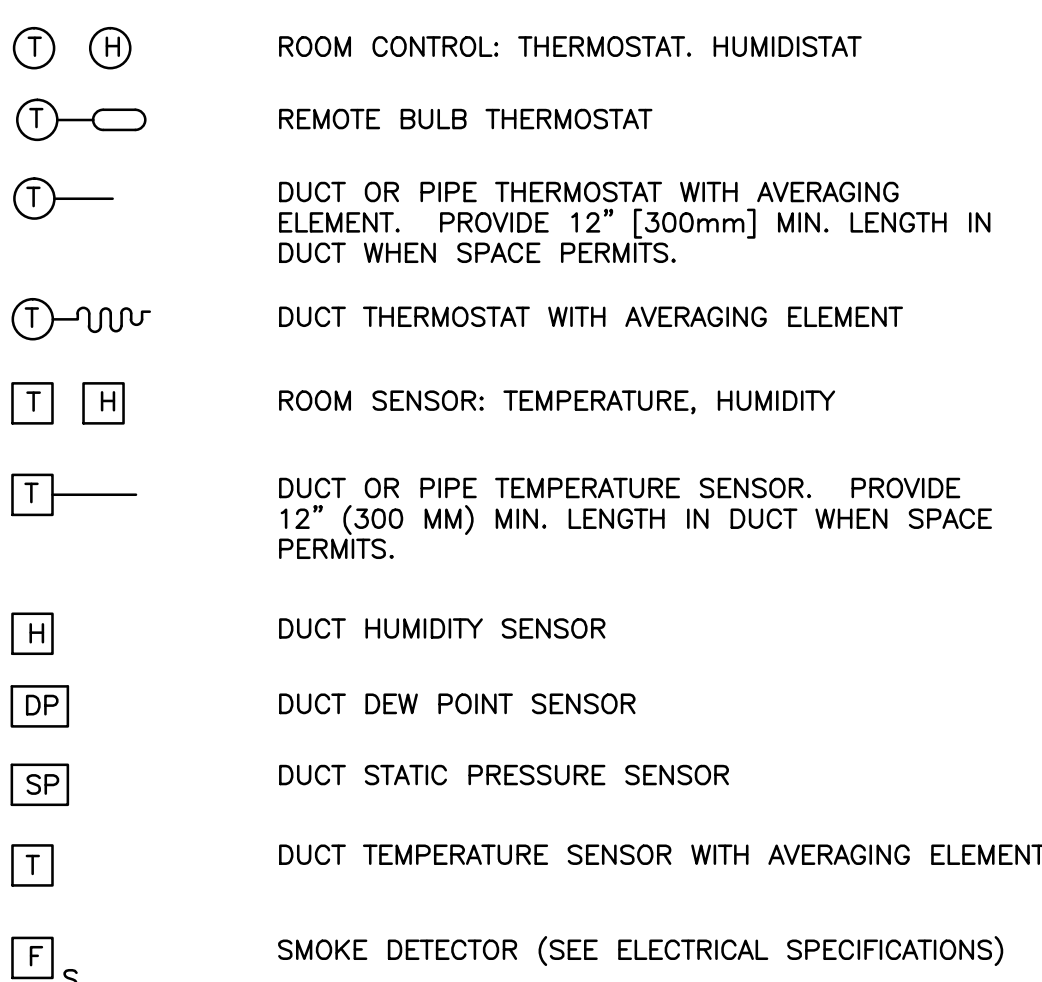 T H ROOM CONTROL: THERMOSTAT. HUMIDISTAT
T REMOTE BULB THERMOSTAT
T DUCT OR PIPE THERMOSTAT WITH AVERAGING
ELEMENT. PROVIDE 12" [300mm] MIN. LENGTH IN
DUCT WHEN SPACE PERMITS.
T DUCT THERMOSTAT WITH AVERAGING ELEMENT
T H ROOM SENSOR: TEMPERATURE, HUMIDITY
T DUCT OR PIPE TEMPERATURE SENSOR. PROVIDE
12" (300 MM) MIN. LENGTH IN DUCT WHEN SPACE
PERMITS.
H DUCT HUMIDITY SENSOR
DP DUCT DEW POINT SENSOR
SP DUCT STATIC PRESSURE SENSOR
T DUCT TEMPERATURE SENSOR WITH AVERAGING ELEMENT
F S SMOKE DETECTOR (SEE ELECTRICAL SPECIFICATIONS)